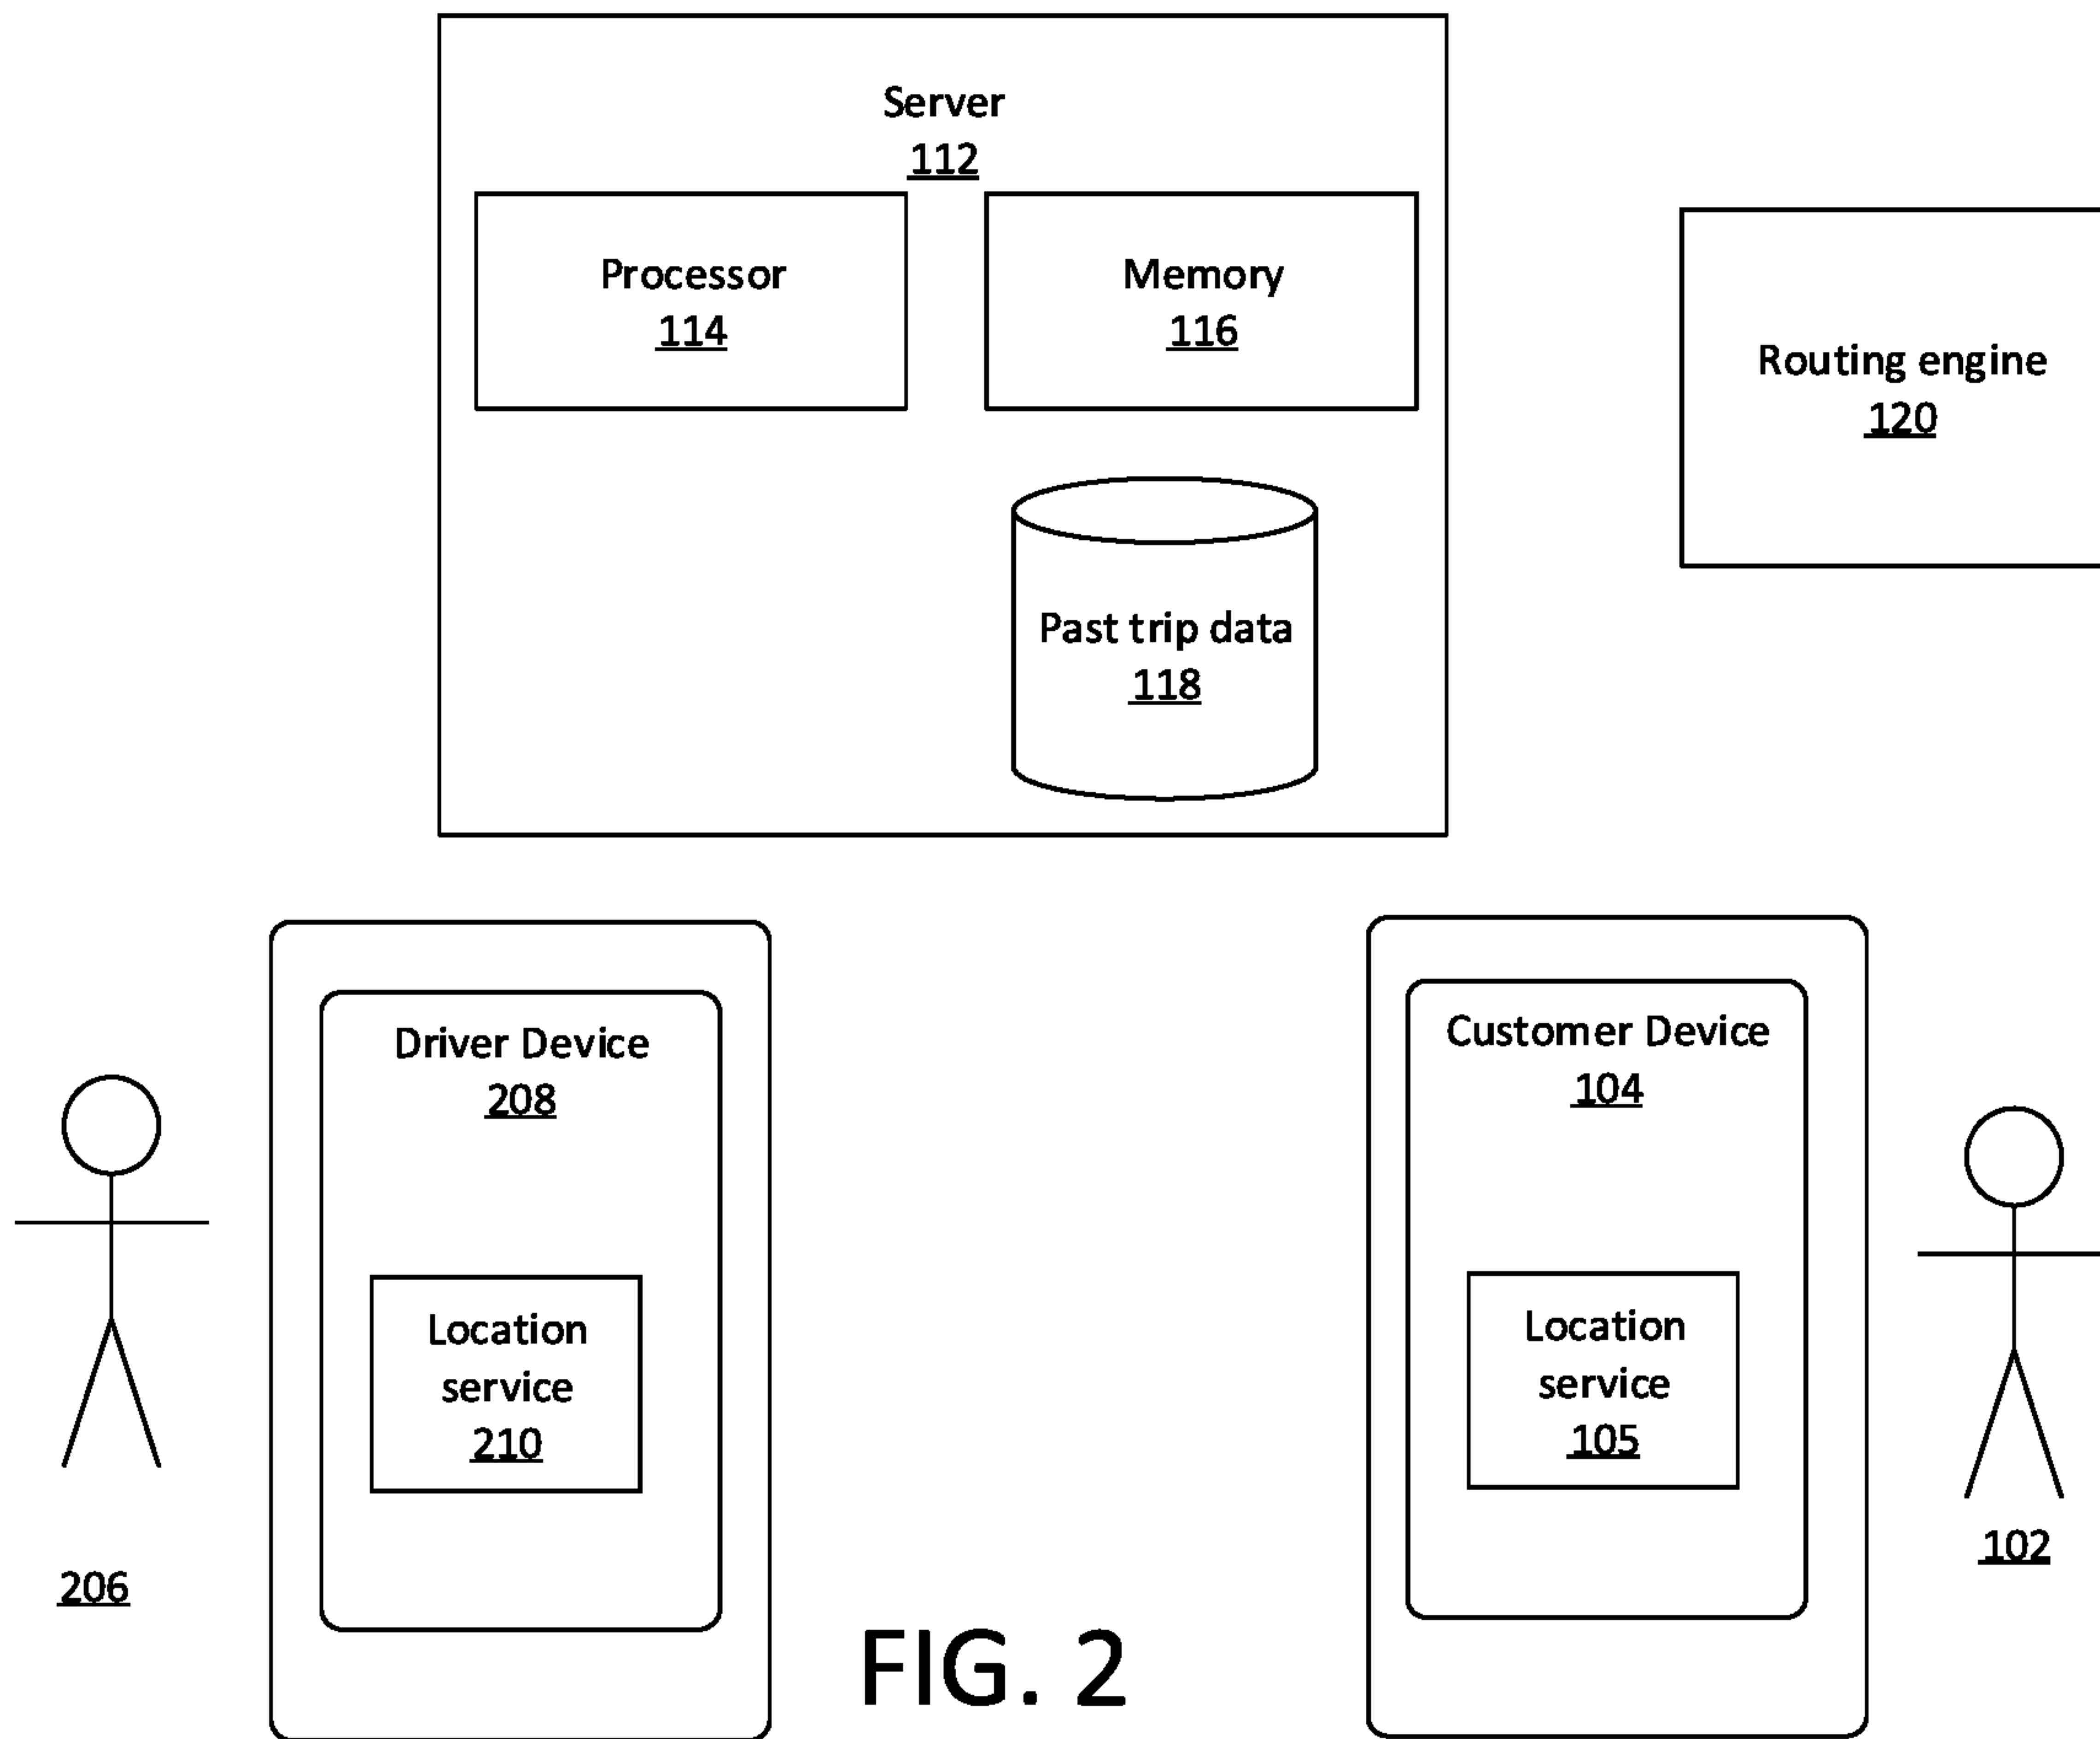 Server
112
Processor
114
Memory
116
Routing engine
120
Past trip data
118
Driver Device
208
Customer Device
104
Location
service
210
Location
service
105
206
102
FIG. 2